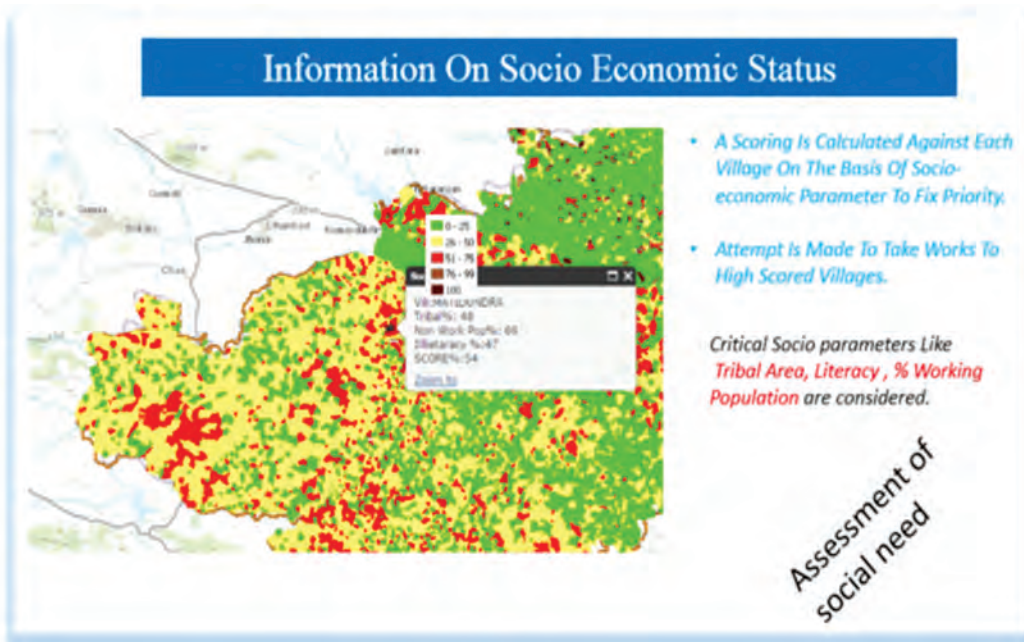 Information On Socio Economic Status
• A Scoring Is Calculated Against Each
Village On The Basis Of Socio-
economic Parameter To Fix Priority.
• Attempt Is Made To Take Works To
High Scored Villages.
Critical Socio parameters Like
Tribal Area, Literacy , % Working
Population are considered.
Assessment of
social need
0 - 25
26 - 50
51 - 75
76 - 99
100
Tribal%: 48
Non Work Pop%: 66
SCORE%:54
Zoom to
Chas